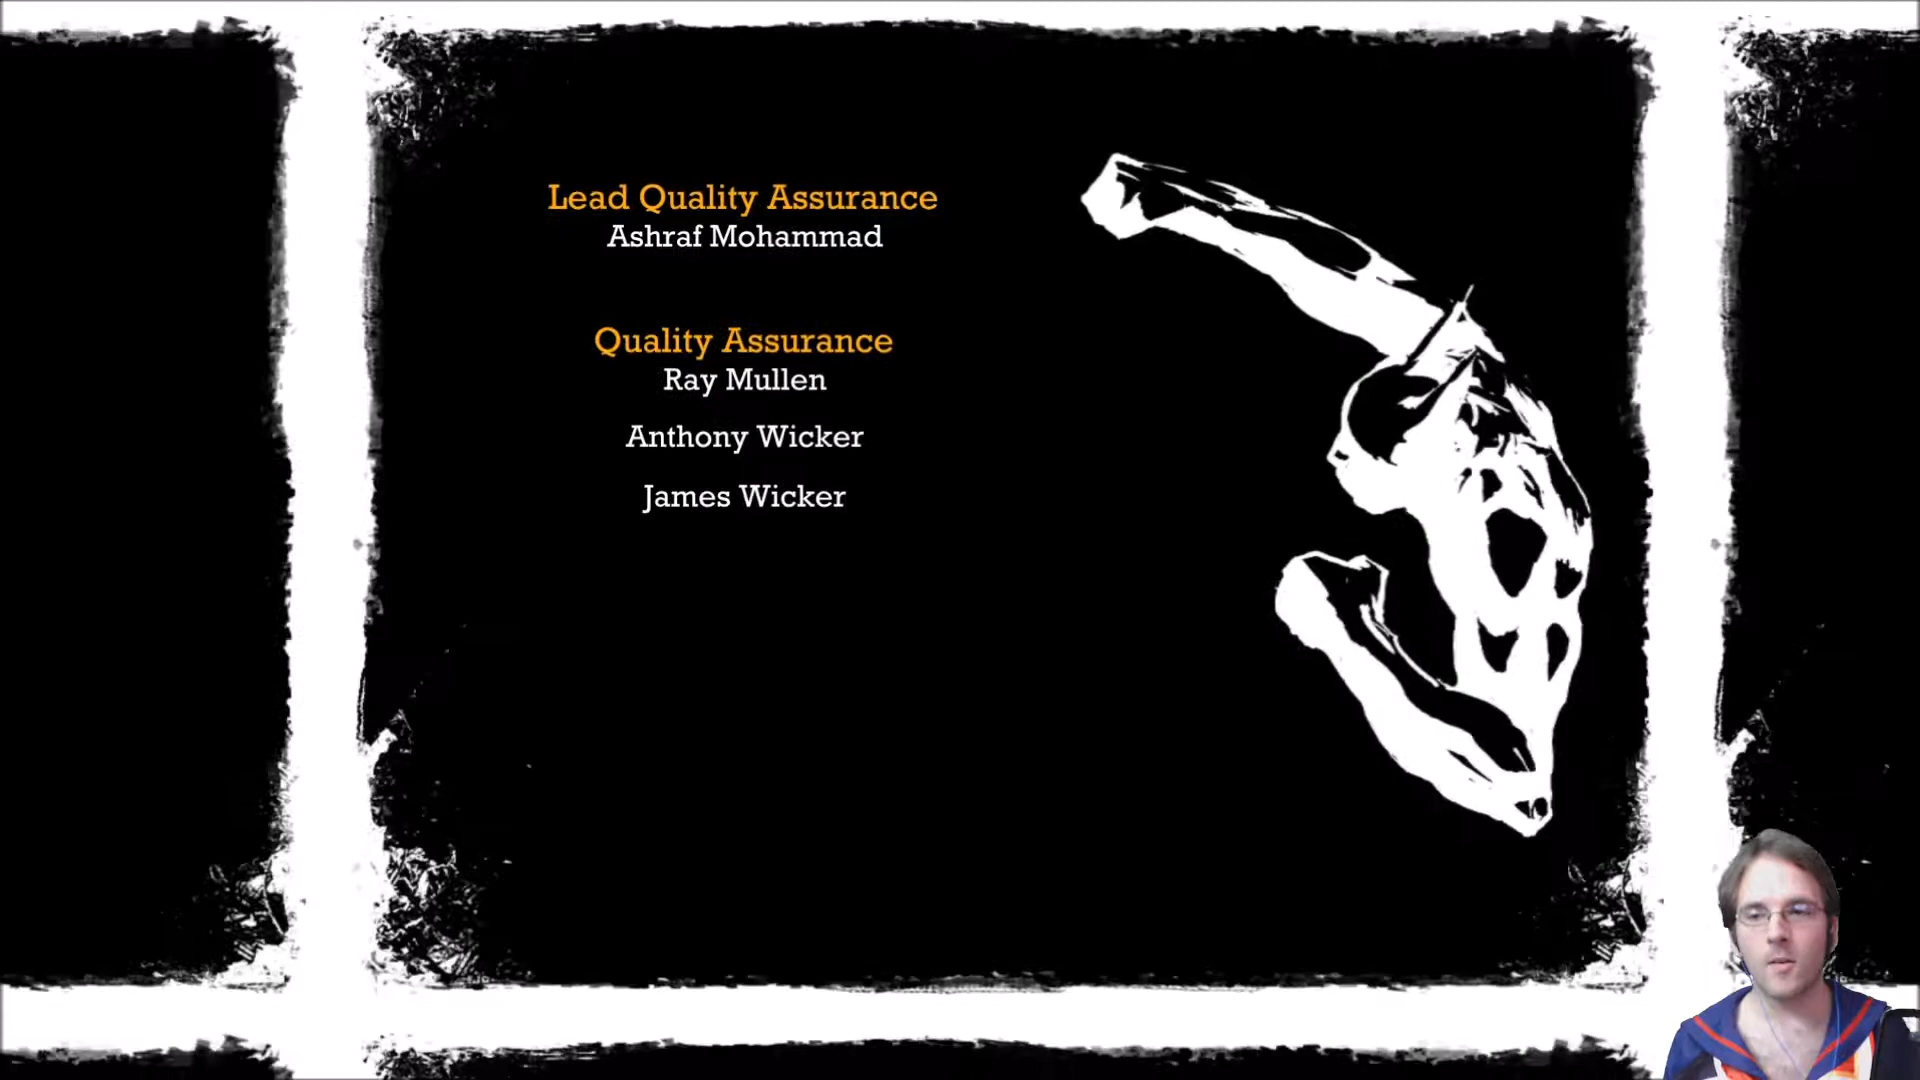 Lead Quality Assurance
Ashraf Mohammad
Quality Assurance
Ray Mullen
Anthony Wicker
James Wicker